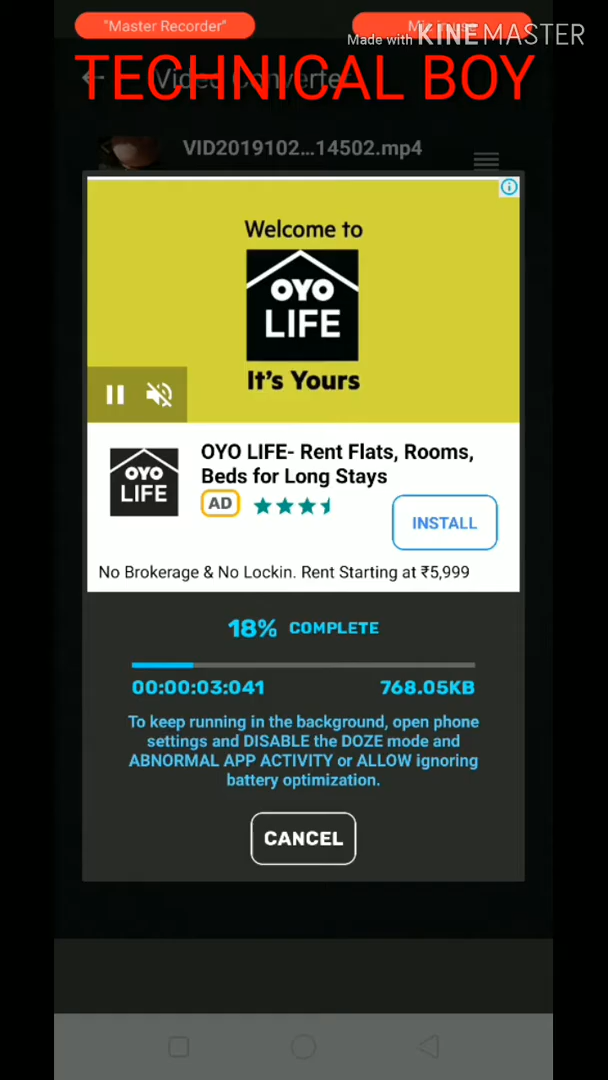 "Master Recorder"
Made with KINEMASTER
Video Converte
TECHNICAL BOY
VID2019102...14502.mp4
Welcome to
OYO
LIFE
It's Yours
OYO
LIFE
OYO LIFE- Rent Flats, Rooms,
Beds for Long Stays
AD
INSTALL
No Brokerage & No Lockin. Rent Starting at ₹5,999
18% COMPLETE
00:00:03:041
768.05KB
To keep running in the background, open phone
settings and DISABLE the DOZE mode and
ABNORMAL APP ACTIVITY or ALLOW ignoring
battery optimization.
CANCEL